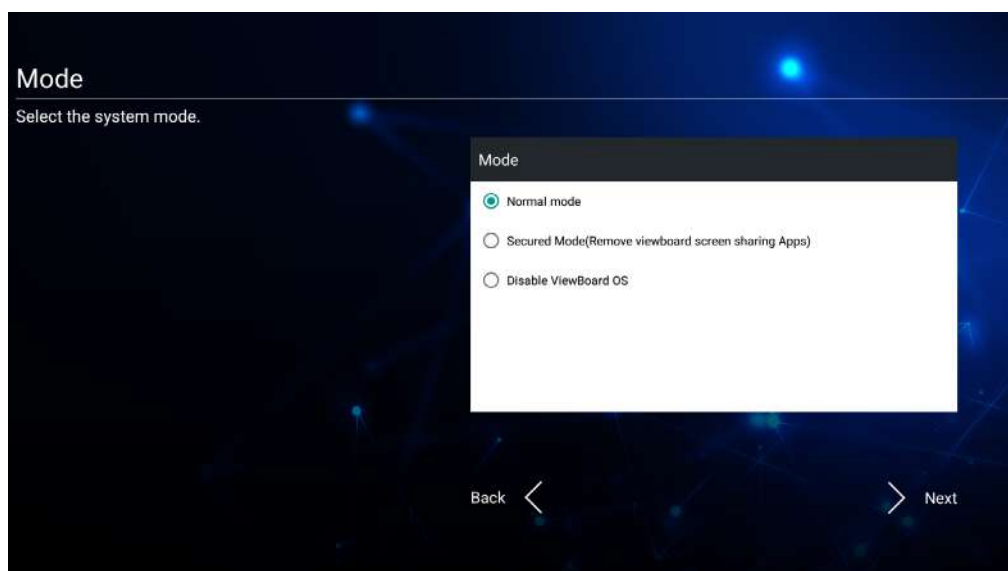 Mode
Select the system mode.
Mode
Normal mode
Secured Mode(Remove viewboard screen sharing Apps)
Disable ViewBoard OS
Back
Next